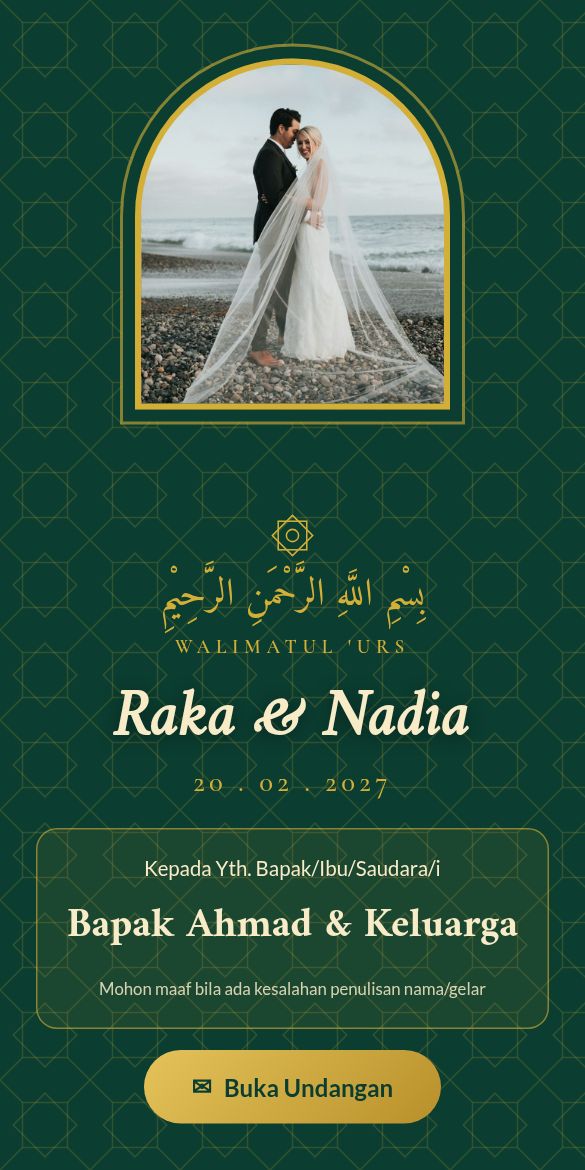 بِسْمِ اللَّهِ الرَّحْمَنِ الرَّحِيْمِ
WALIMATUL 'URS
Raka & Nadia
20 . 02 . 2027
Kepada Yth. Bapak/Ibu/Saudara/i
Bapak Ahmad & Keluarga
Mohon maaf bila ada kesalahan penulisan nama/gelar
✉ Buka Undangan